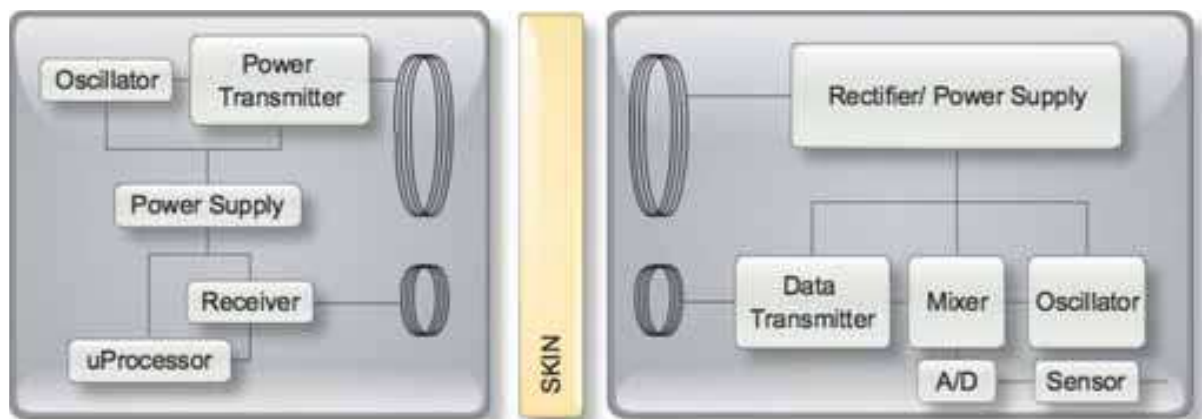 Oscillator
Power
Transmitter
Power Supply
Receiver
uProcessor
SKIN
Rectifier/ Power Supply
Data
Transmitter
Mixer
Oscillator
A/D
Sensor